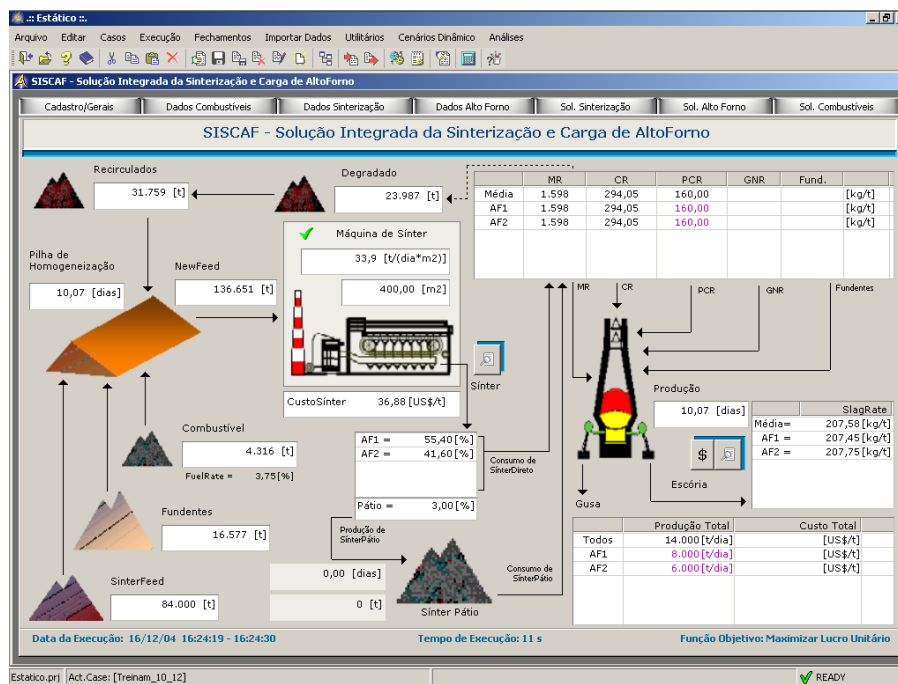 .:: Estático ::.
Arquivo Editar Casos Execução Fechamentos Importar Dados Utilitários Cenários Dinâmico Análises
SISCAF - Solução Integrada da Sinterização e Carga de AltoForno
Cadastro/Gerais Dados Combustíveis Dados Sinterização Dados Alto Forno Sol. Sinterização Sol. Alto Forno Sol. Combustíveis
SISCAF - Solução Integrada da Sinterização e Carga de AltoForno
Recirculados
31.759 [t]
Degradado
23.987 [t]
MR CR PCR GNR Fund.
Média 1.598 294,05 160,00 [kg/t]
AF1 1.598 294,05 160,00 [kg/t]
AF2 1.598 294,05 160,00 [kg/t]
Pilha de
Homogeneização
10,07 [dias]
NewFeed
136.651 [t]
Máquina de Sínter
33,9 [t/(dia*m2)]
400,00 [m2]
CustoSínter 36,88 [US$/t]
MR CR PCR GNR Fundentes
Sínter
Produção
10,07 [dias]
SlagRate
Média= 207,58 [kg/t]
AF1 = 207,45 [kg/t]
AF2 = 207,75 [kg/t]
$
Escória
Gusa
Combustível
4.316 [t]
FuelRate = 3,75 [%]
AF1 = 55,40 [%]
AF2 = 41,60 [%]
Pátio = 3,00 [%]
Consumo de
SínterDireto
Fundentes
16.577 [t]
Produção de
SínterPátio
0,00 [dias]
0 [t]
Sínter Pátio
Consumo de
SínterPátio
SinterFeed
84.000 [t]
Produção Total Custo Total
Todos 14.000 [t/dia] [US$/t]
AF1 8.000 [t/dia] [US$/t]
AF2 6.000 [t/dia] [US$/t]
Data da Execução: 16/12/04 16:24:19 - 16:24:30 Tempo de Execução: 11 s Função Objetivo: Maximizar Lucro Unitário
Estatico.prj Act.Case: [Treinam_10_12] READY